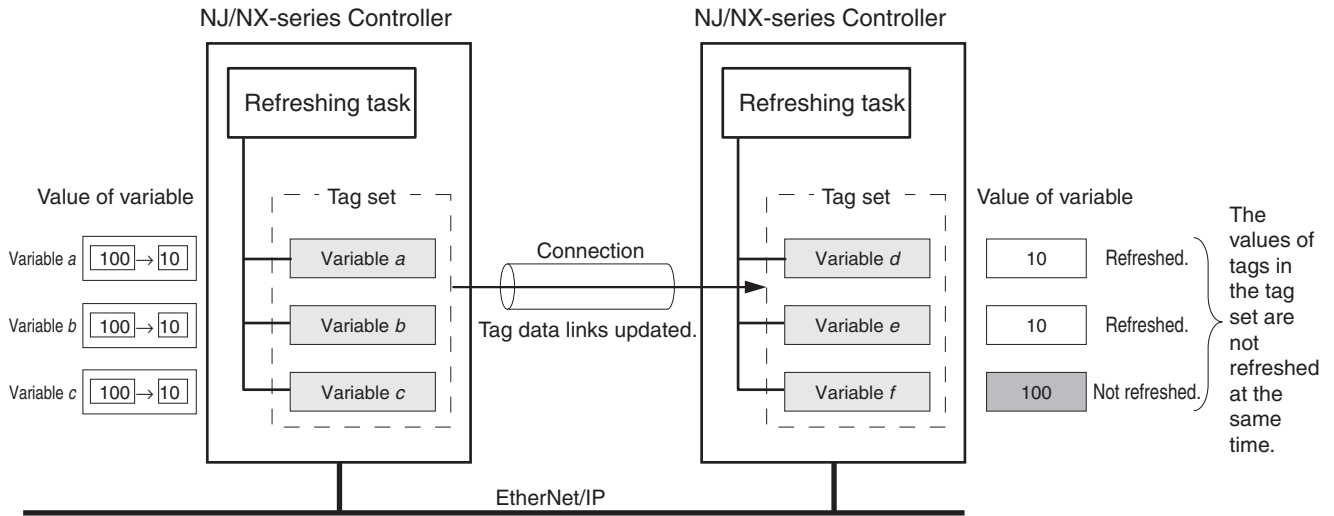 NJ/NX-series Controller
NJ/NX-series Controller
Refreshing task
Refreshing task
Value of variable
Tag set
Tag set
Value of variable
Variable a
100 → 10
Variable a
Connection
Variable d
10
Refreshed.
Variable b
100 → 10
Variable b
Tag data links updated.
Variable e
10
Refreshed.
Variable c
100 → 10
Variable c
Variable f
100
Not refreshed.
The
values of
tags in
the tag
set are
not
refreshed
at the
same
time.
EtherNet/IP